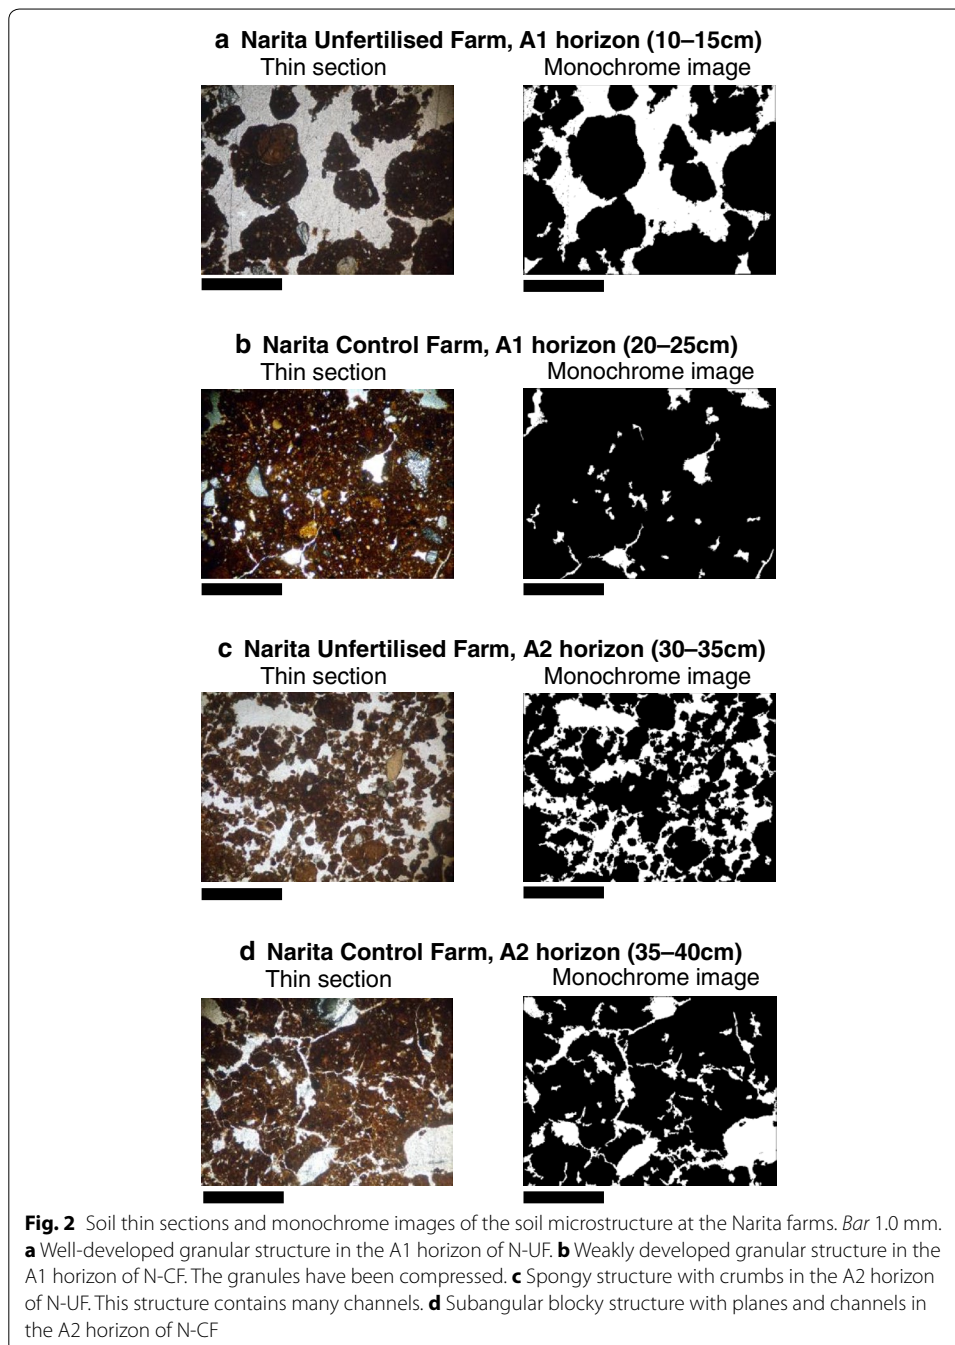 a Narita Unfertilised Farm, A1 horizon (10–15cm)
Thin section Monochrome image
b Narita Control Farm, A1 horizon (20–25cm)
Thin section Monochrome image
c Narita Unfertilised Farm, A2 horizon (30–35cm)
Thin section Monochrome image
d Narita Control Farm, A2 horizon (35–40cm)
Thin section Monochrome image
Fig. 2 Soil thin sections and monochrome images of the soil microstructure at the Narita farms. Bar 1.0 mm.
a Well-developed granular structure in the A1 horizon of N-UF. b Weakly developed granular structure in the
A1 horizon of N-CF. The granules have been compressed. c Spongy structure with crumbs in the A2 horizon
of N-UF. This structure contains many channels. d Subangular blocky structure with planes and channels in
the A2 horizon of N-CF